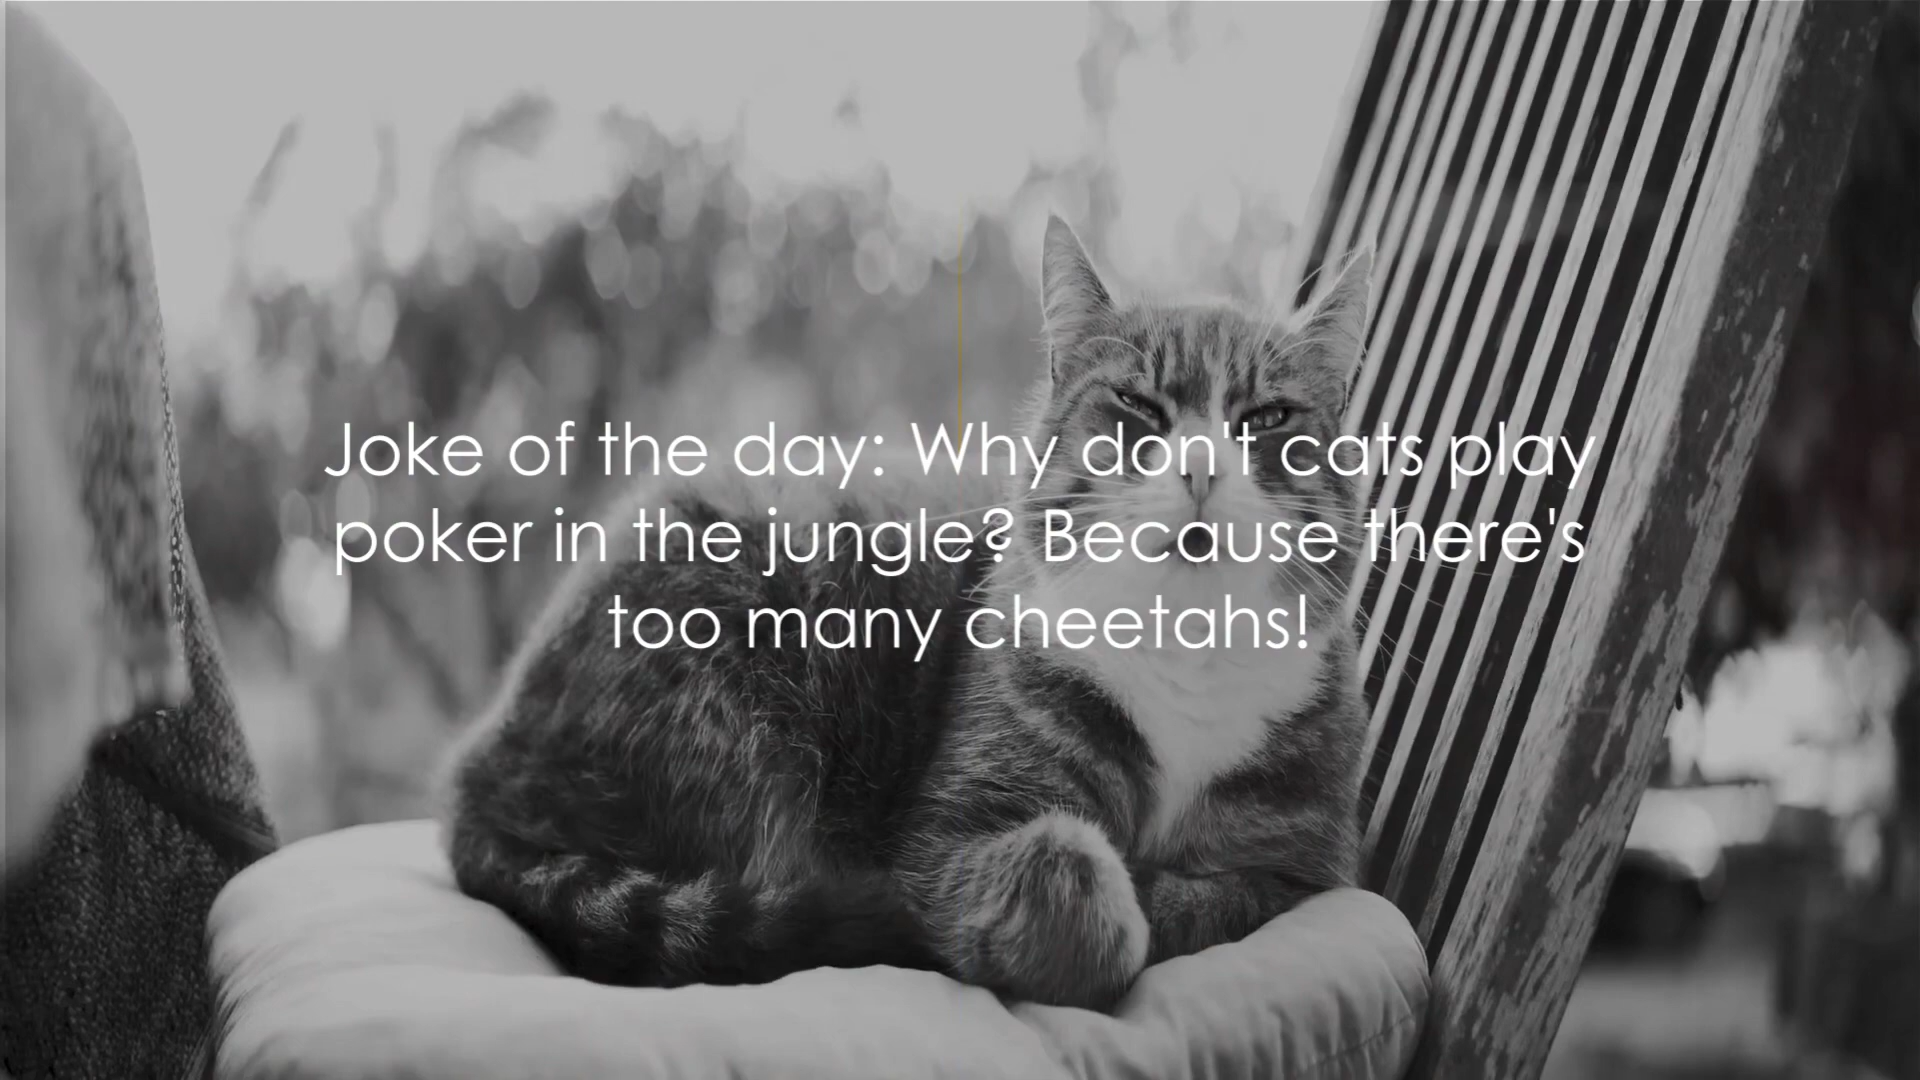 Joke of the day: Why don't cats play
poker in the jungle? Because there's
too many cheetahs!